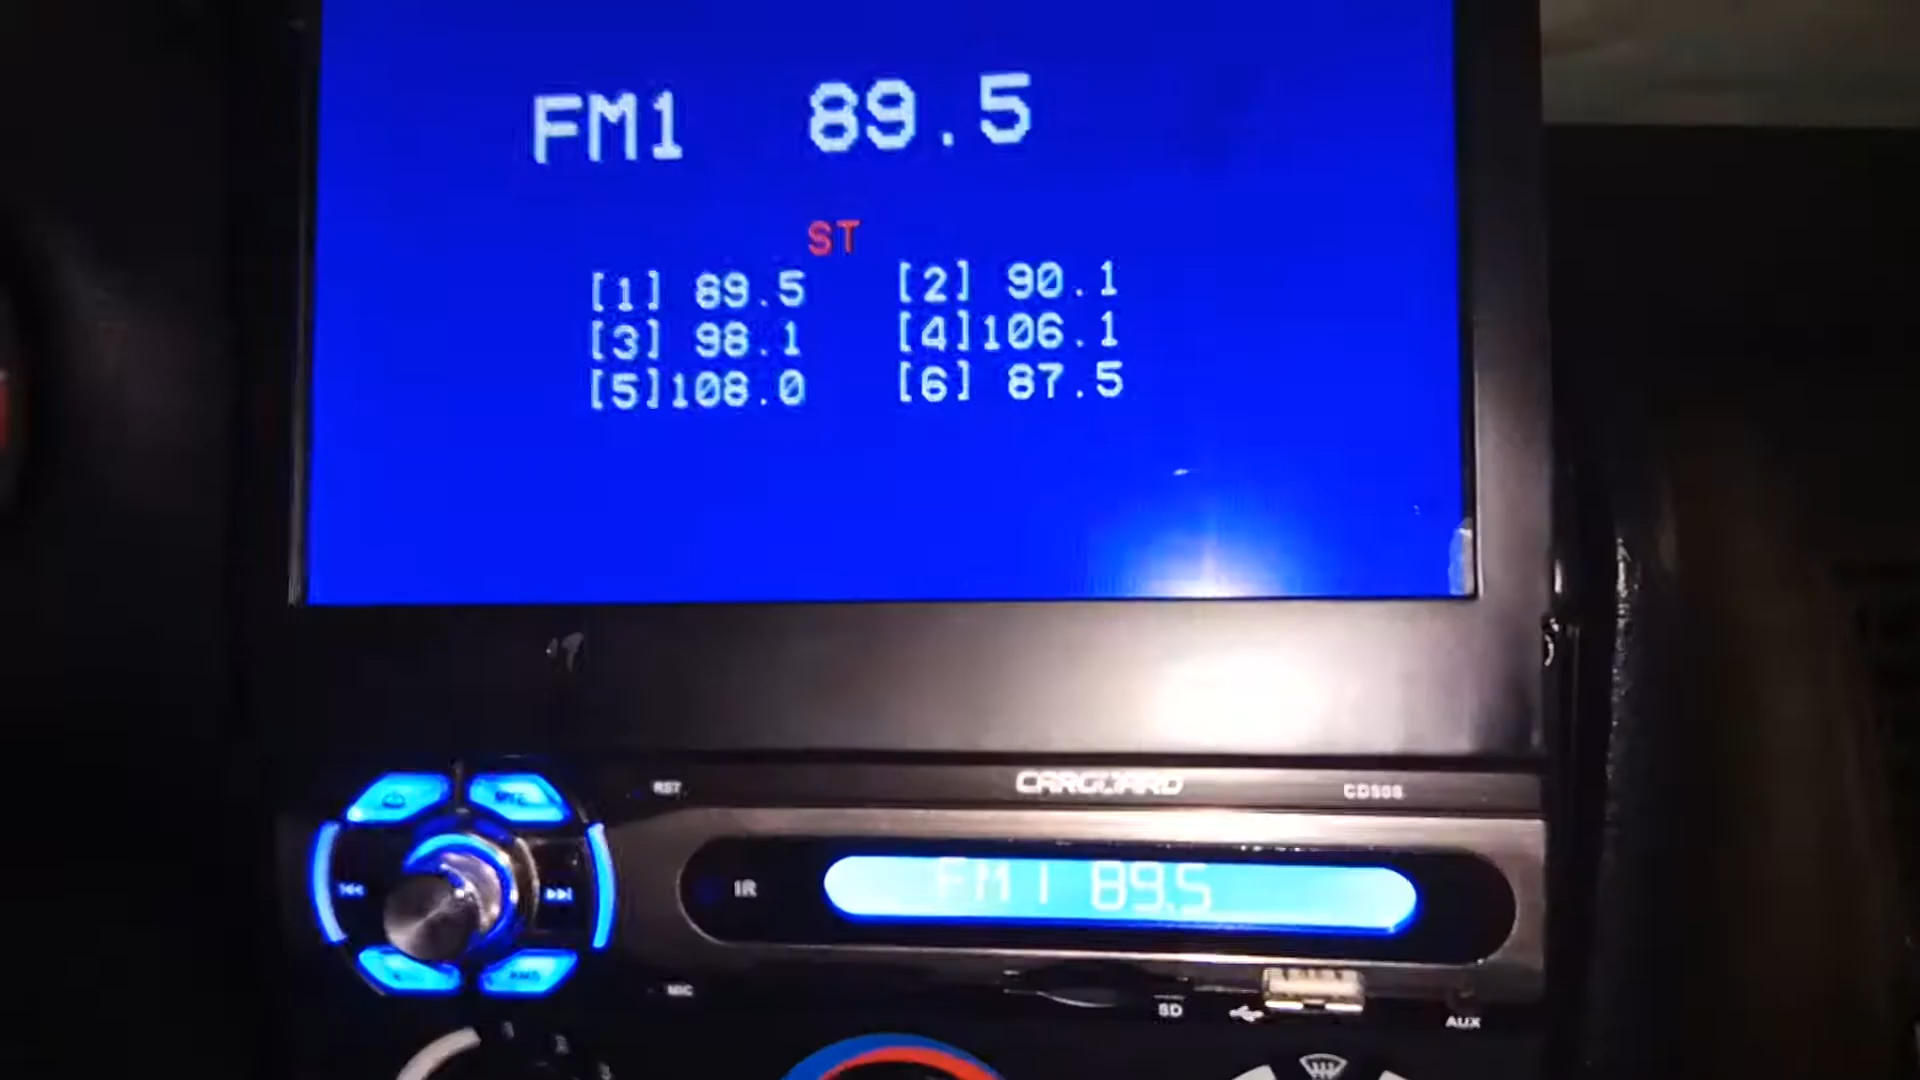 FM1 89.5
ST
[1] 89.5 [2] 90.1
[3] 98.1 [4]106.1
[5]108.0 [6] 87.5
RST CARGUARD CD508
IR FM1 89.5
MIC SD AUX